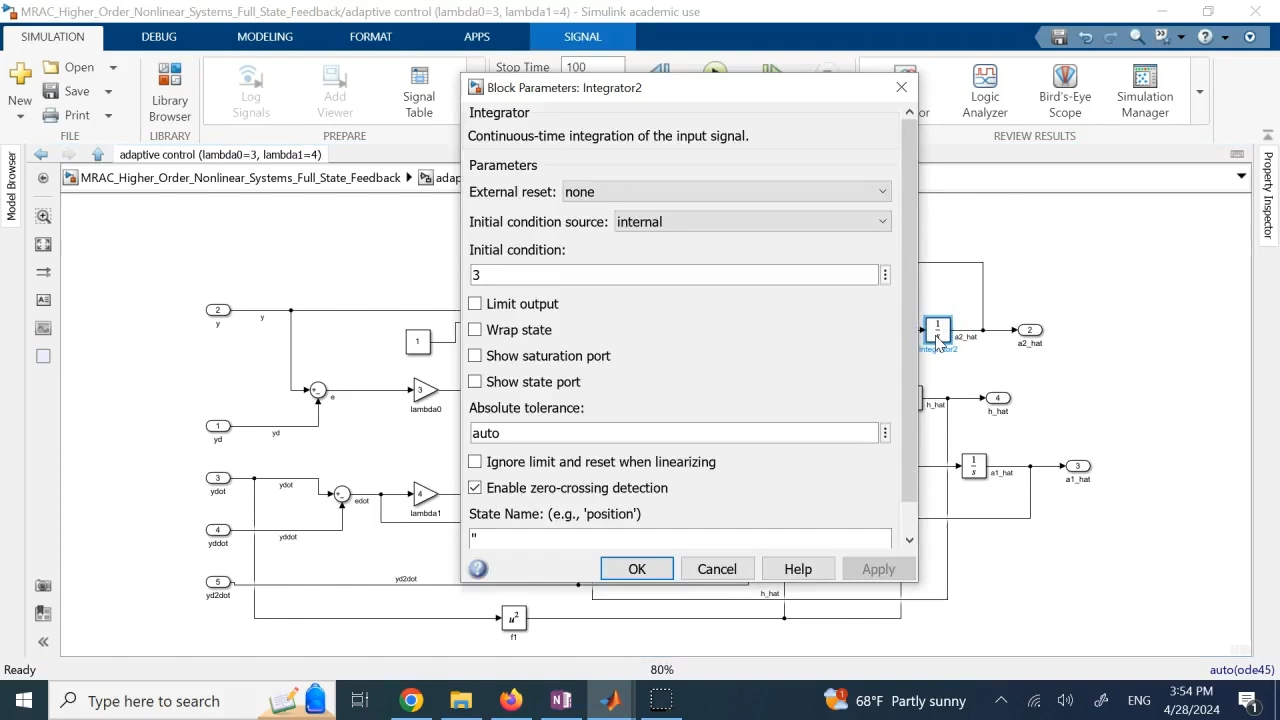 MRAC_Higher_Order_Nonlinear_Systems_Full_State_Feedback/adaptive control (lambda0=3, lambda1=4) - Simulink academic use
SIMULATION DEBUG MODELING FORMAT APPS SIGNAL
New
Open
Save
Print
FILE
Library
Browser
LIBRARY
Log
Signals
Add
Viewer
Signal
Table
PREPARE
Stop Time 100
Logic
Analyzer
Bird's-Eye
Scope
Simulation
Manager
REVIEW RESULTS
adaptive control (lambda0=3, lambda1=4)
MRAC_Higher_Order_Nonlinear_Systems_Full_State_Feedback
Model Browser
Property Inspector
Block Parameters: Integrator2
Integrator
Continuous-time integration of the input signal.
Parameters
External reset: none
Initial condition source: internal
Initial condition:
3
Limit output
Wrap state
Show saturation port
Show state port
Absolute tolerance:
auto
Ignore limit and reset when linearizing
Enable zero-crossing detection
State Name: (e.g., 'position')
''
OK Cancel Help Apply
2
y
y
1
e
3
lambda0
1
yd
yd
3
ydot
ydot
edot
4
lambda1
4
yddot
yddot
5
yd2dot
yd2dot
u²
f1
h_hat
1
a2_hat
2
a2_hat
h_hat
4
h_hat
1
s
a1_hat
3
a1_hat
Ready 80% auto(ode45)
Type here to search
68°F Partly sunny
ENG
3:54 PM
4/28/2024